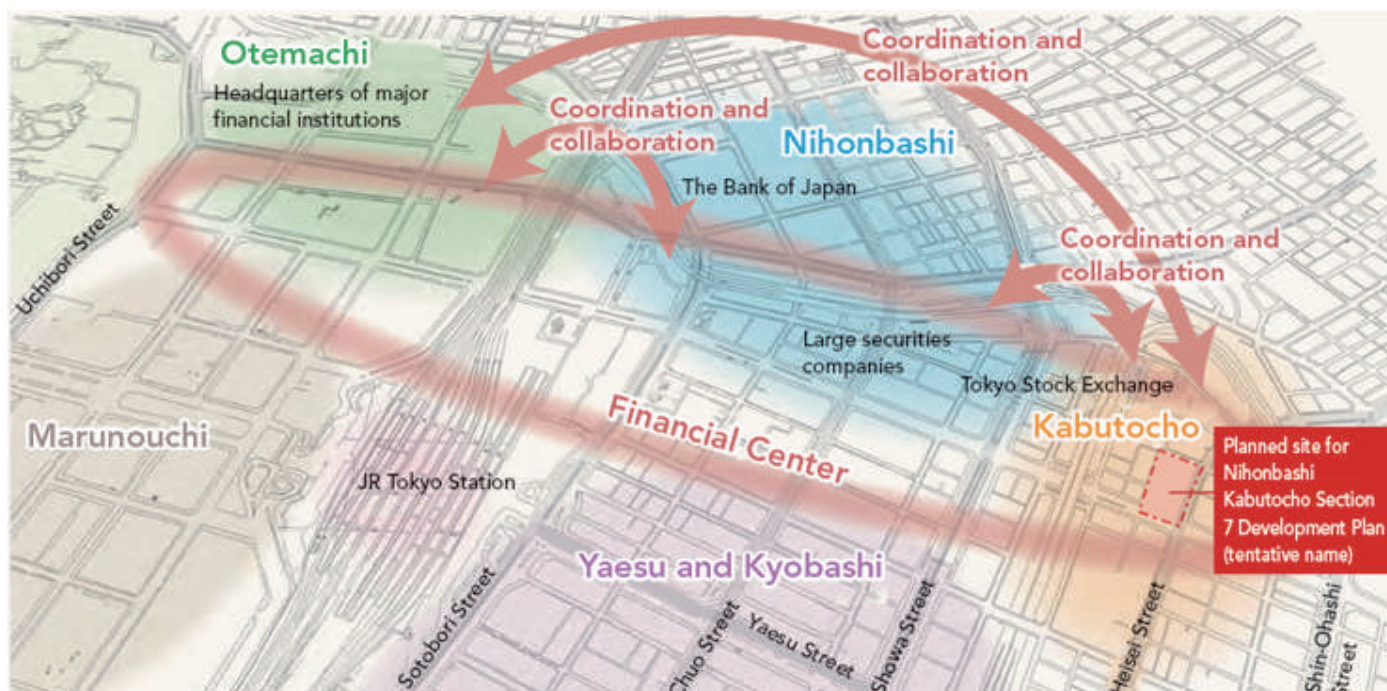 Otemachi
Headquarters of major
financial institutions
Coordination and
collaboration
Coordination and
collaboration
Nihonbashi
The Bank of Japan
Coordination and
collaboration
Uchibori Street
Large securities
companies
Tokyo Stock Exchange
Kabutocho
Financial Center
Marunouchi
JR Tokyo Station
Planned site for
Nihonbashi
Kabutocho Section
7 Development Plan
(tentative name)
Yaesu and Kyobashi
Sotobori Street
Chuo Street
Yaesu Street
Showa Street
Heisei Street
Shin-Ohashi
Street